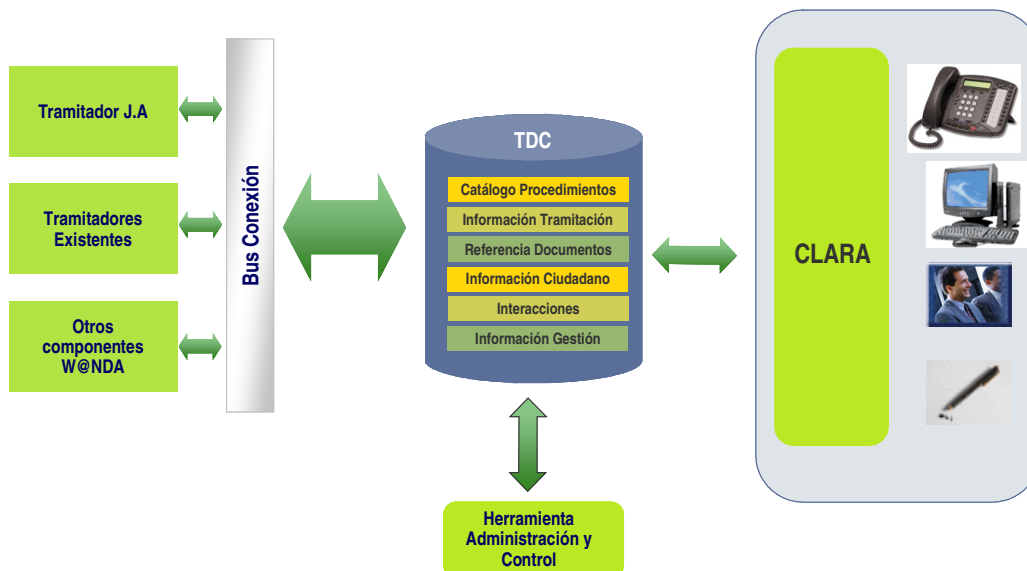 Tramitador J.A
Tramitadores
Existentes
Otros
componentes
W@NDA
Bus Conexión
TDC
Catálogo Procedimientos
Información Tramitación
Referencia Documentos
Información Ciudadano
Interacciones
Información Gestión
Herramienta
Administración y
Control
CLARA